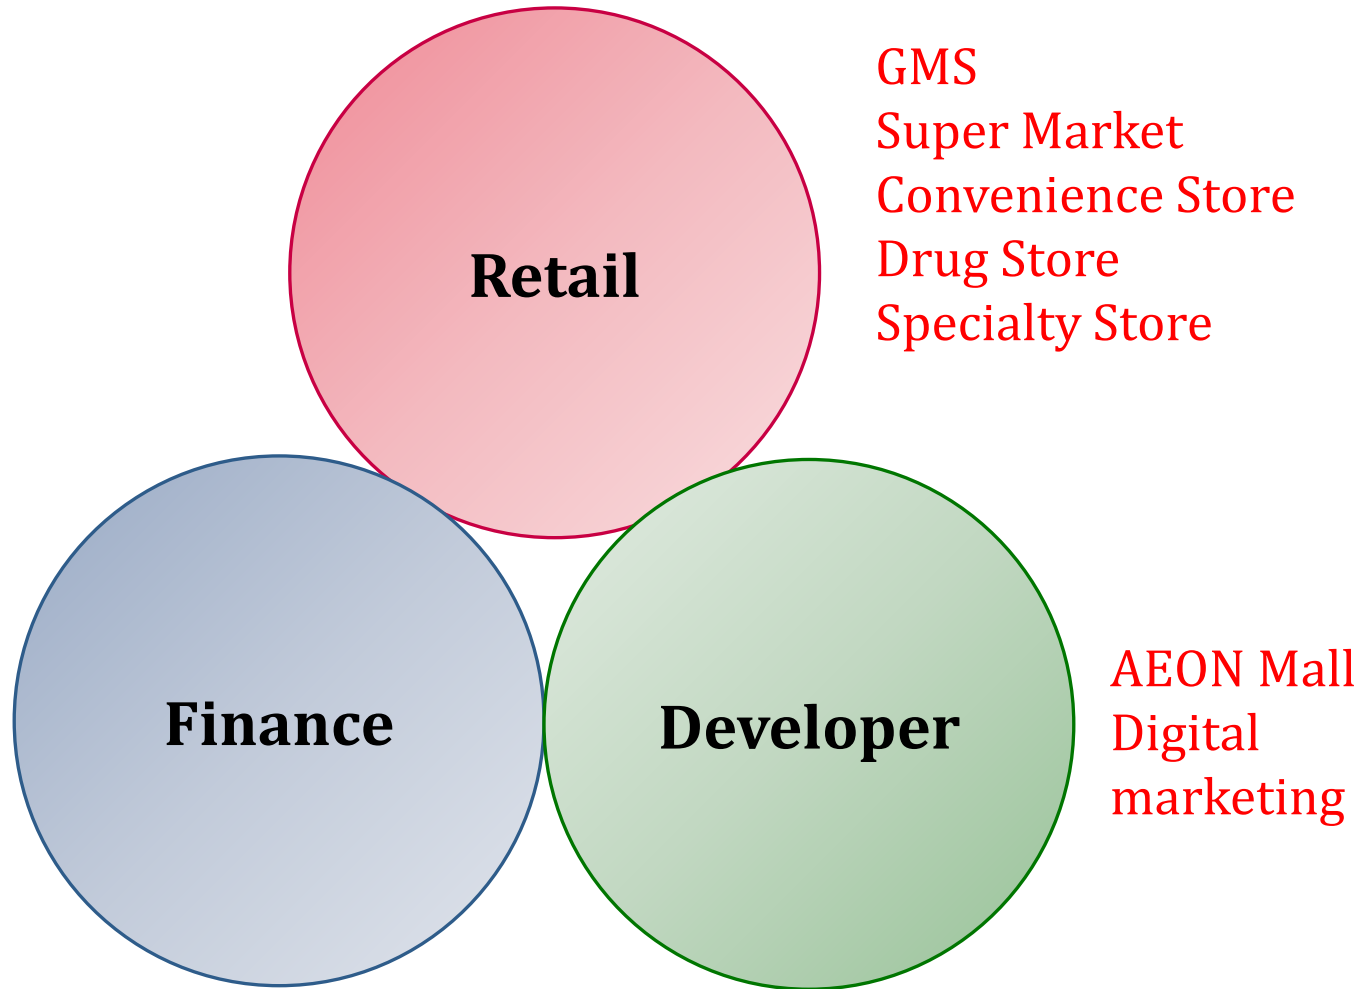 GMS
Super Market
Convenience Store
Drug Store
Specialty Store
Retail
Finance
Developer
AEON Mall
Digital
marketing